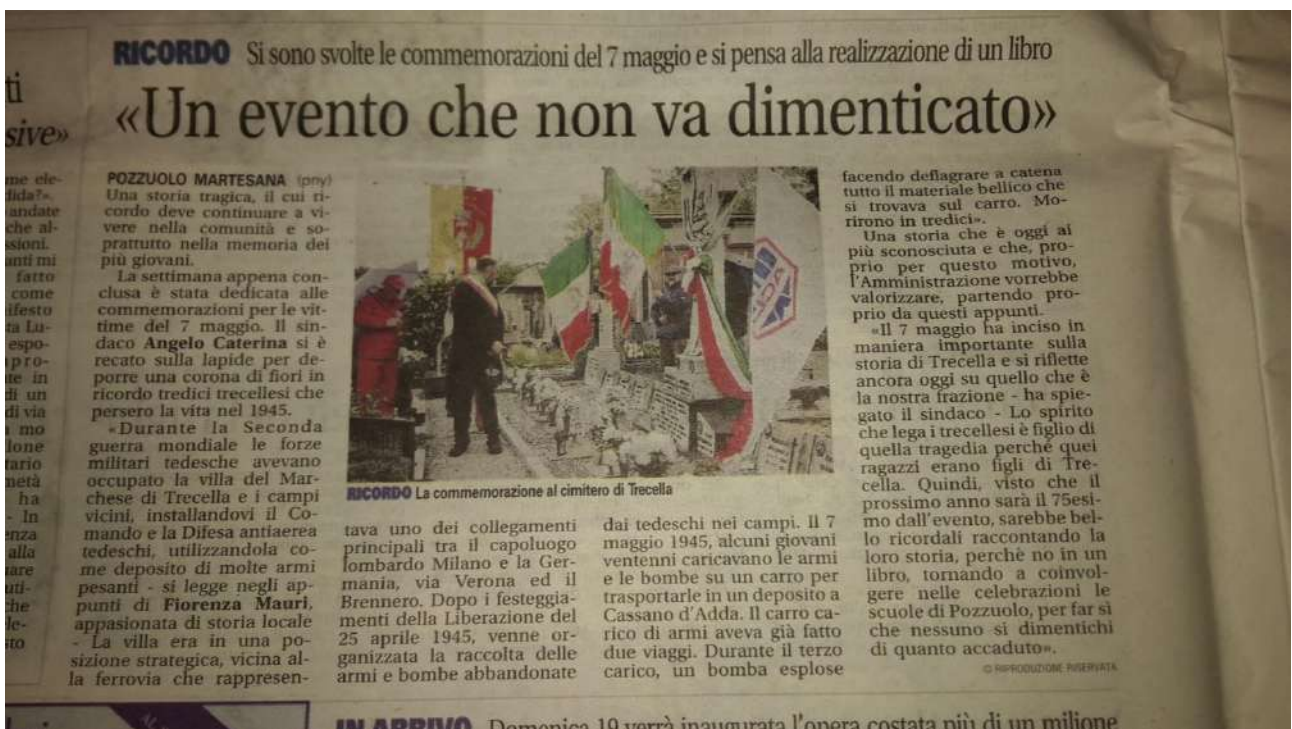 RICORDO Si sono svolte le commemorazioni del 7 maggio e si pensa alla realizzazione di un libro
«Un evento che non va dimenticato»
POZZUOLO MARTESANA (pny)
Una storia tragica, il cui ri-
cordo deve continuare a vi-
vere nella comunità e so-
prattutto nella memoria dei
più giovani.
La settimana appena con-
clusa è stata dedicata alle
commemorazioni per le vit-
time del 7 maggio. Il sin-
daco Angelo Caterina si è
recato sulla lapide per de-
porre una corona di fiori in
ricordo tredici trecellesi che
persero la vita nel 1945.
«Durante la Seconda
guerra mondiale le forze
militari tedesche avevano
occupato la villa del Mar-
chese di Trecella e i campi
vicini, installandovi il Co-
mando e la Difesa antiaerea
tedeschi, utilizzandola co-
me deposito di molte armi
pesanti - si legge negli ap-
punti di Fiorenza Mauri,
appasionata di storia locale
- La villa era in una po-
sizione strategica, vicina al-
la ferrovia che rappresen-
RICORDO La commemorazione al cimitero di Trecella
tava uno dei collegamenti
principali tra il capoluogo
lombardo Milano e la Ger-
mania, via Verona ed il
Brennero. Dopo i festeggia-
menti della Liberazione del
25 aprile 1945, venne or-
ganizzata la raccolta delle
armi e bombe abbandonate
dai tedeschi nei campi. Il 7
maggio 1945, alcuni giovani
ventenni caricavano le armi
e le bombe su un carro per
trasportarle in un deposito a
Cassano d'Adda. Il carro ca-
rico di armi aveva già fatto
due viaggi. Durante il terzo
carico, un bomba esplose
facendo deflagrare a catena
tutto il materiale bellico che
si trovava sul carro. Mo-
rirono in tredici».
Una storia che è oggi ai
più sconosciuta e che, pro-
prio per questo motivo,
l'Amministrazione vorrebbe
valorizzare, partendo pro-
prio da questi appunti.
«Il 7 maggio ha inciso in
maniera importante sulla
storia di Trecella e si riflette
ancora oggi su quello che è
la nostra frazione - ha spie-
gato il sindaco - Lo spirito
che lega i trecellesi è figlio di
quella tragedia perché quei
ragazzi erano figli di Tre-
cella. Quindi, visto che il
prossimo anno sarà il 75esi-
mo dall'evento, sarebbe bel-
lo ricordali raccontando la
loro storia, perchè no in un
libro, tornando a coinvol-
gere nelle celebrazioni le
scuole di Pozzuolo, per far sì
che nessuno si dimentichi
di quanto accaduto».
© RIPRODUZIONE RISERVATA
IN ARRIVO Domenica 19 verrà inaugurata l'opera costata più di un milione